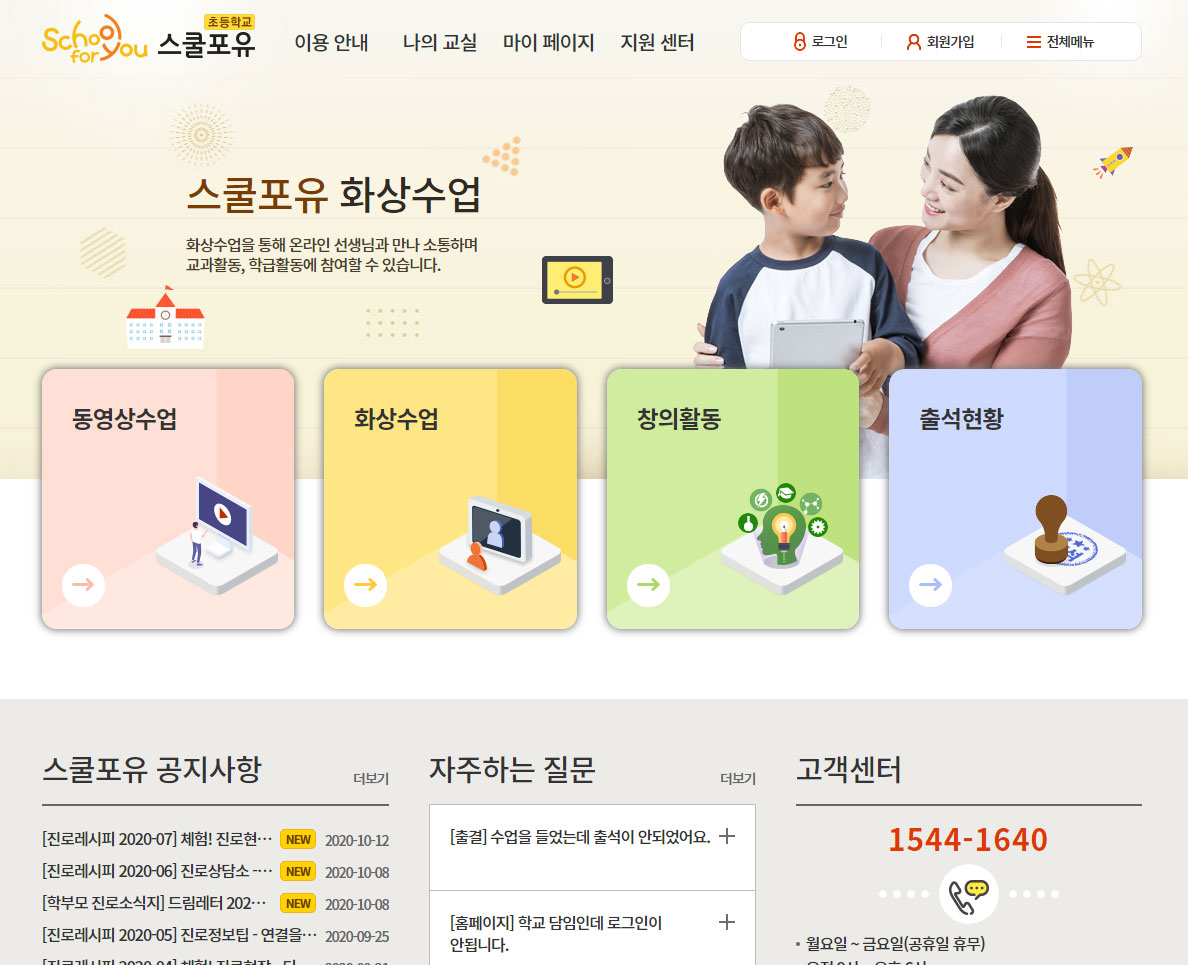 School for you
초등학교
스쿨포유
이용 안내 나의 교실 마이 페이지 지원 센터
로그인 회원가입 전체메뉴
스쿨포유 화상수업
화상수업을 통해 온라인 선생님과 만나 소통하며
교과활동, 학급활동에 참여할 수 있습니다.
동영상수업
화상수업
창의활동
출석현황
스쿨포유 공지사항
더보기
[진로레시피 2020-07] 체험! 진로현··· NEW 2020-10-12
[진로레시피 2020-06] 진로상담소 -··· NEW 2020-10-08
[학부모 진로소식지] 드림레터 202··· NEW 2020-10-08
[진로레시피 2020-05] 진로정보팁 - 연결을··· 2020-09-25
자주하는 질문
더보기
[출결] 수업을 들었는데 출석이 안되었어요.
[홈페이지] 학교 담임인데 로그인이
안됩니다.
고객센터
1544-1640
월요일 ~ 금요일(공휴일 휴무)